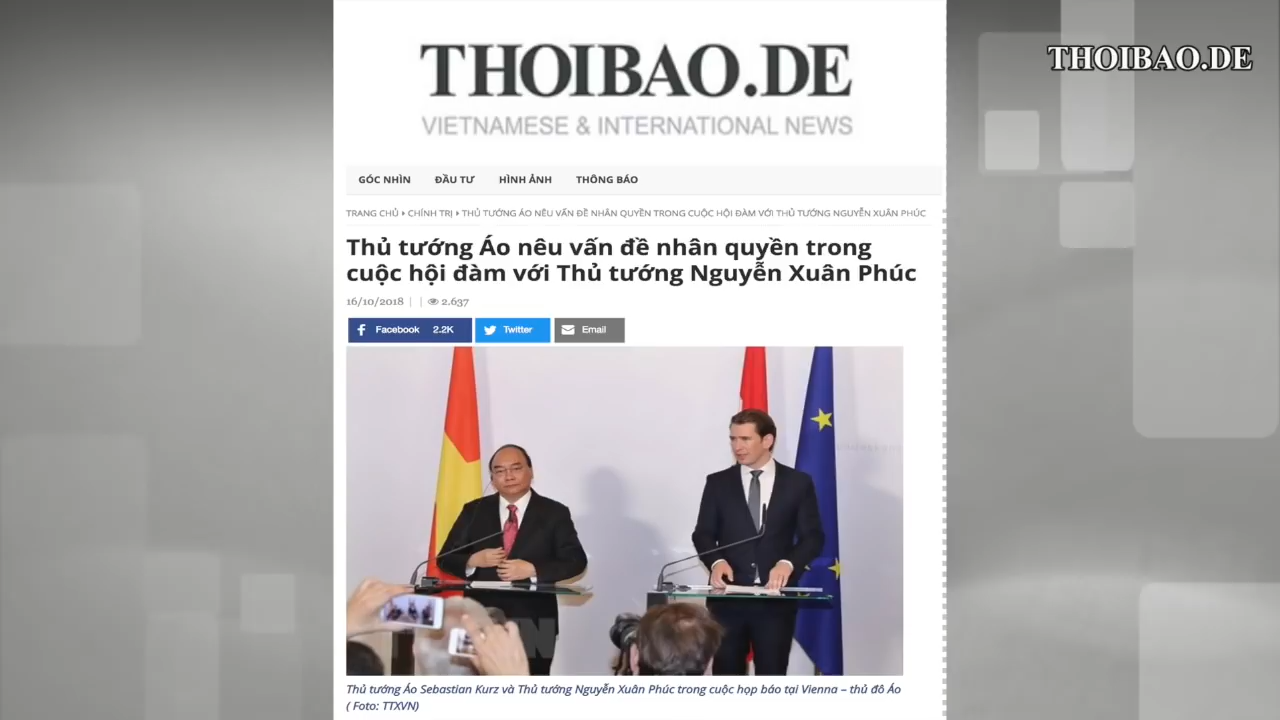 THOIBAO.DE
THOIBAO.DE
VIETNAMESE & INTERNATIONAL NEWS
GÓC NHÌN ĐẦU TƯ HÌNH ẢNH THÔNG BÁO
TRANG CHỦ CHÍNH TRỊ THỦ TƯỚNG ÁO NÊU VẤN ĐỀ NHÂN QUYỀN TRONG CUỘC HỘI ĐÀM VỚI THỦ TƯỚNG NGUYỄN XUÂN PHÚC
Thủ tướng Áo nêu vấn đề nhân quyền trong
cuộc hội đàm với Thủ tướng Nguyễn Xuân Phúc
16/10/2018 | | 2.637
Facebook 2.2K Twitter Email
Thủ tướng Áo Sebastian Kurz và Thủ tướng Nguyễn Xuân Phúc trong cuộc họp báo tại Vienna – thủ đô Áo
( Foto: TTXVN)